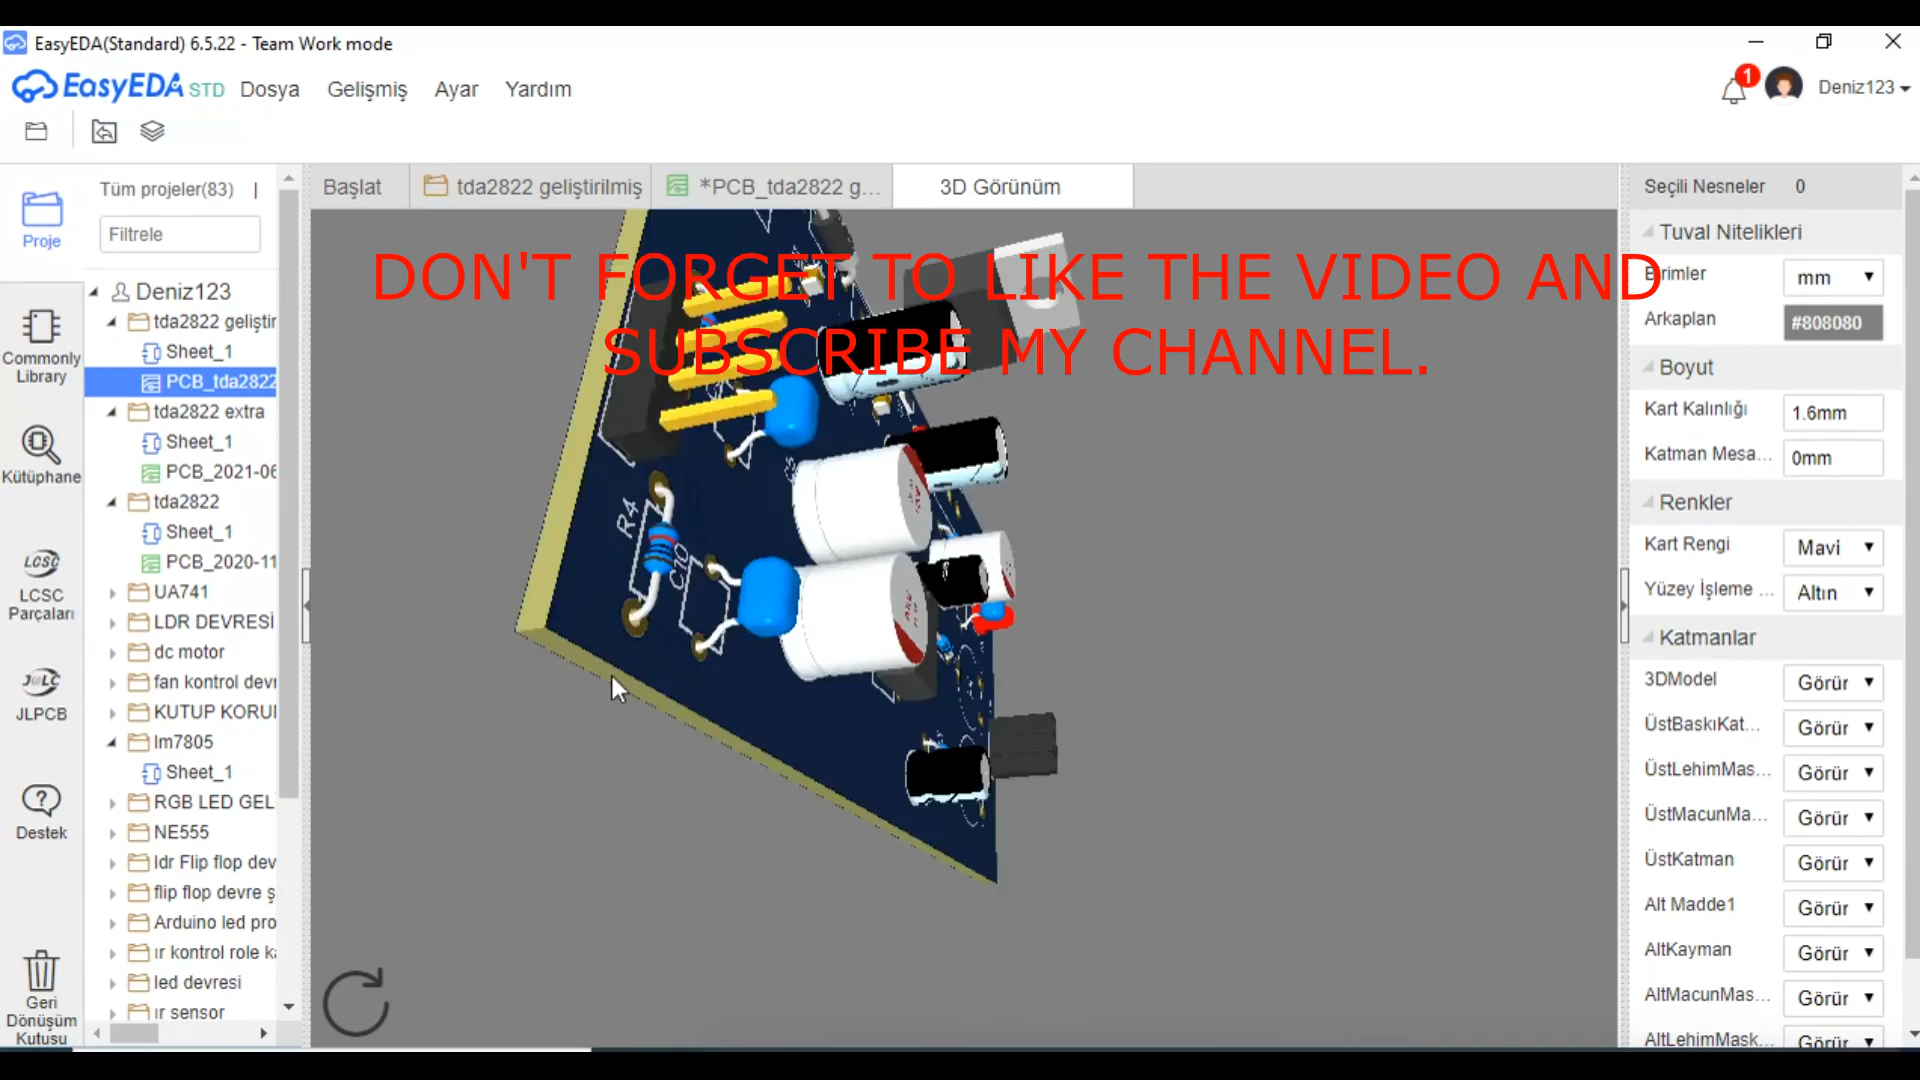 EasyEDA(Standard) 6.5.22 - Team Work mode
EasyEDA STD Dosya Gelişmiş Ayar Yardım
1 Deniz123
Proje
Commonly Library
Kütüphane
LCSC
LCSC Parçaları
JLPCB
Destek
Geri Dönüşüm Kutusu
Tüm projeler(83)
Filtrele
Deniz123
tda2822 geliştir
Sheet_1
PCB_tda2822
tda2822 extra
Sheet_1
PCB_2021-06
tda2822
Sheet_1
PCB_2020-11
UA741
LDR DEVRESİ
dc motor
fan kontrol devr
KUTUP KORUI
lm7805
Sheet_1
RGB LED GEL
NE555
ldr Flip flop dev
flip flop devre ş
Arduino led pro
ır kontrol role k
led devresi
ır sensor
Başlat tda2822 geliştirilmiş *PCB_tda2822 g... 3D Görünüm
DON'T FORGET TO LIKE THE VIDEO AND
SUBSCRIBE MY CHANNEL.
R4
C10
Seçili Nesneler 0
Tuval Nitelikleri
Birimler mm
Arkaplan #808080
Boyut
Kart Kalınlığı 1.6mm
Katman Mesa... 0mm
Renkler
Kart Rengi Mavi
Yüzey İşleme ... Altın
Katmanlar
3DModel Görür
ÜstBaskıKat... Görür
ÜstLehimMas... Görür
ÜstMacunMa... Görür
ÜstKatman Görür
Alt Madde1 Görür
AltKayman Görür
AltMacunMas... Görür
AltLehimMask... Görür